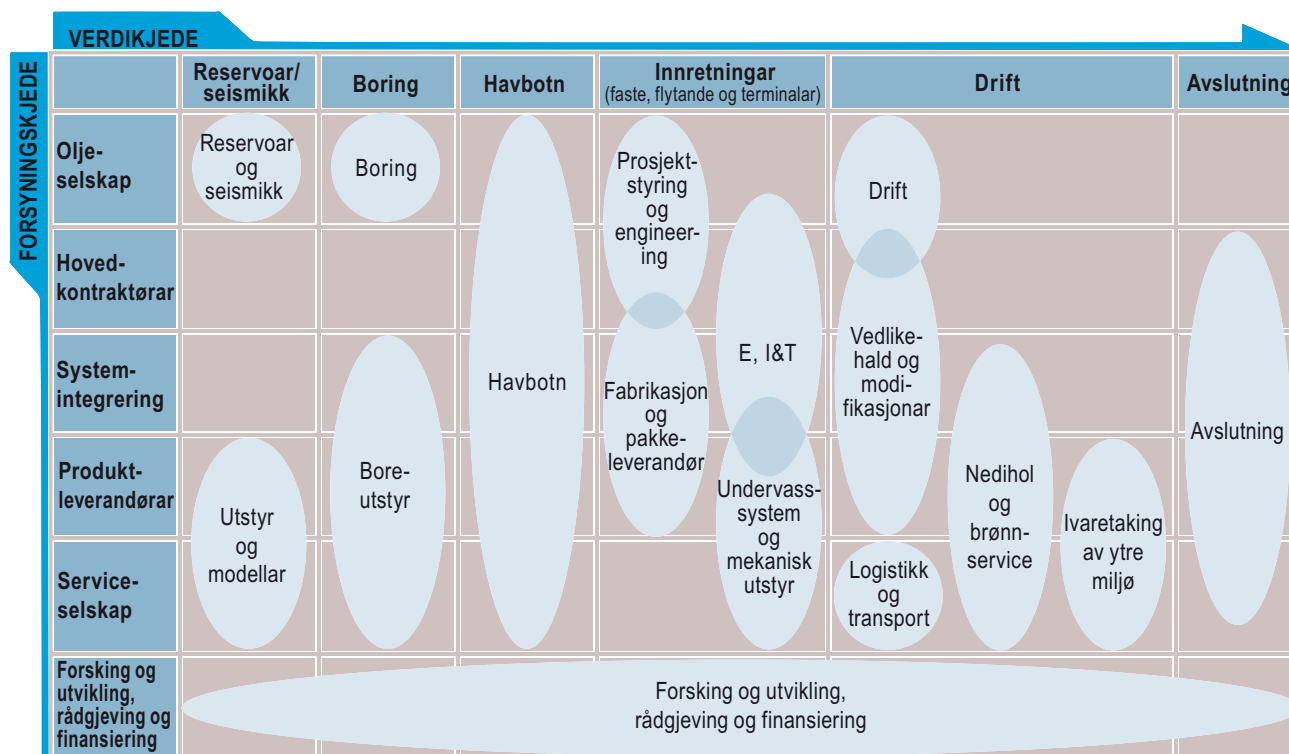 VERDIKJEDE
FORSYNINGSKJEDE
Reservoar/
seismikk
Boring
Havbotn
Innretningar
(faste, flytande og terminalar)
Drift
Avslutning
Olje-
selskap
Reservoar
og
seismikk
Boring
Prosjekt-
styring
og
engineer-
ing
Drift
Hoved-
kontraktørar
System-
integrering
Havbotn
Fabrikasjon
og
pakke-
leverandør
E, I&T
Vedlike-
hald og
modi-
fikasjonar
Avslutning
Produkt-
leverandørar
Utstyr
og
modellar
Bore-
utstyr
Undervass-
system
og
mekanisk
utstyr
Nedihol
og
brønn-
service
Ivaretaking
av ytre
miljø
Service-
selskap
Logistikk
og
transport
Forsking og
utvikling,
rådgjeving og
finansiering
Forsking og utvikling,
rådgjeving og finansiering